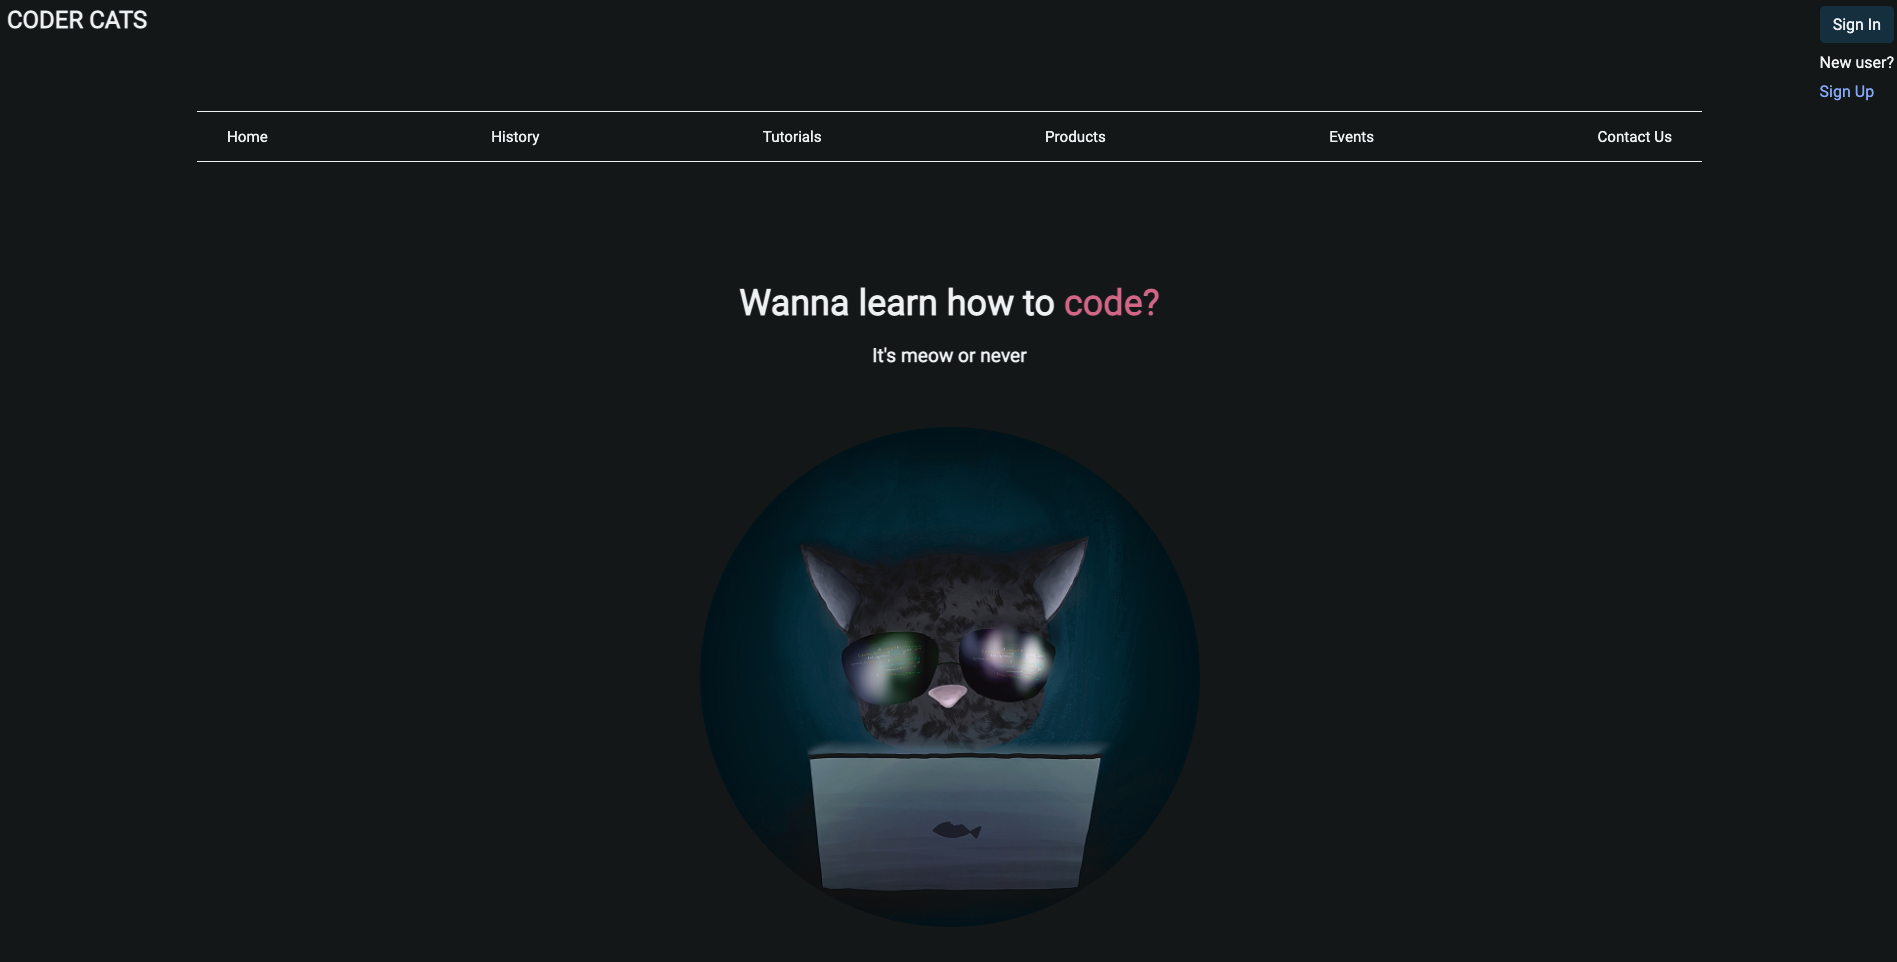 CODER CATS
Sign In
New user?
Sign Up
Home
History
Tutorials
Products
Events
Contact Us
Wanna learn how to code?
It's meow or never